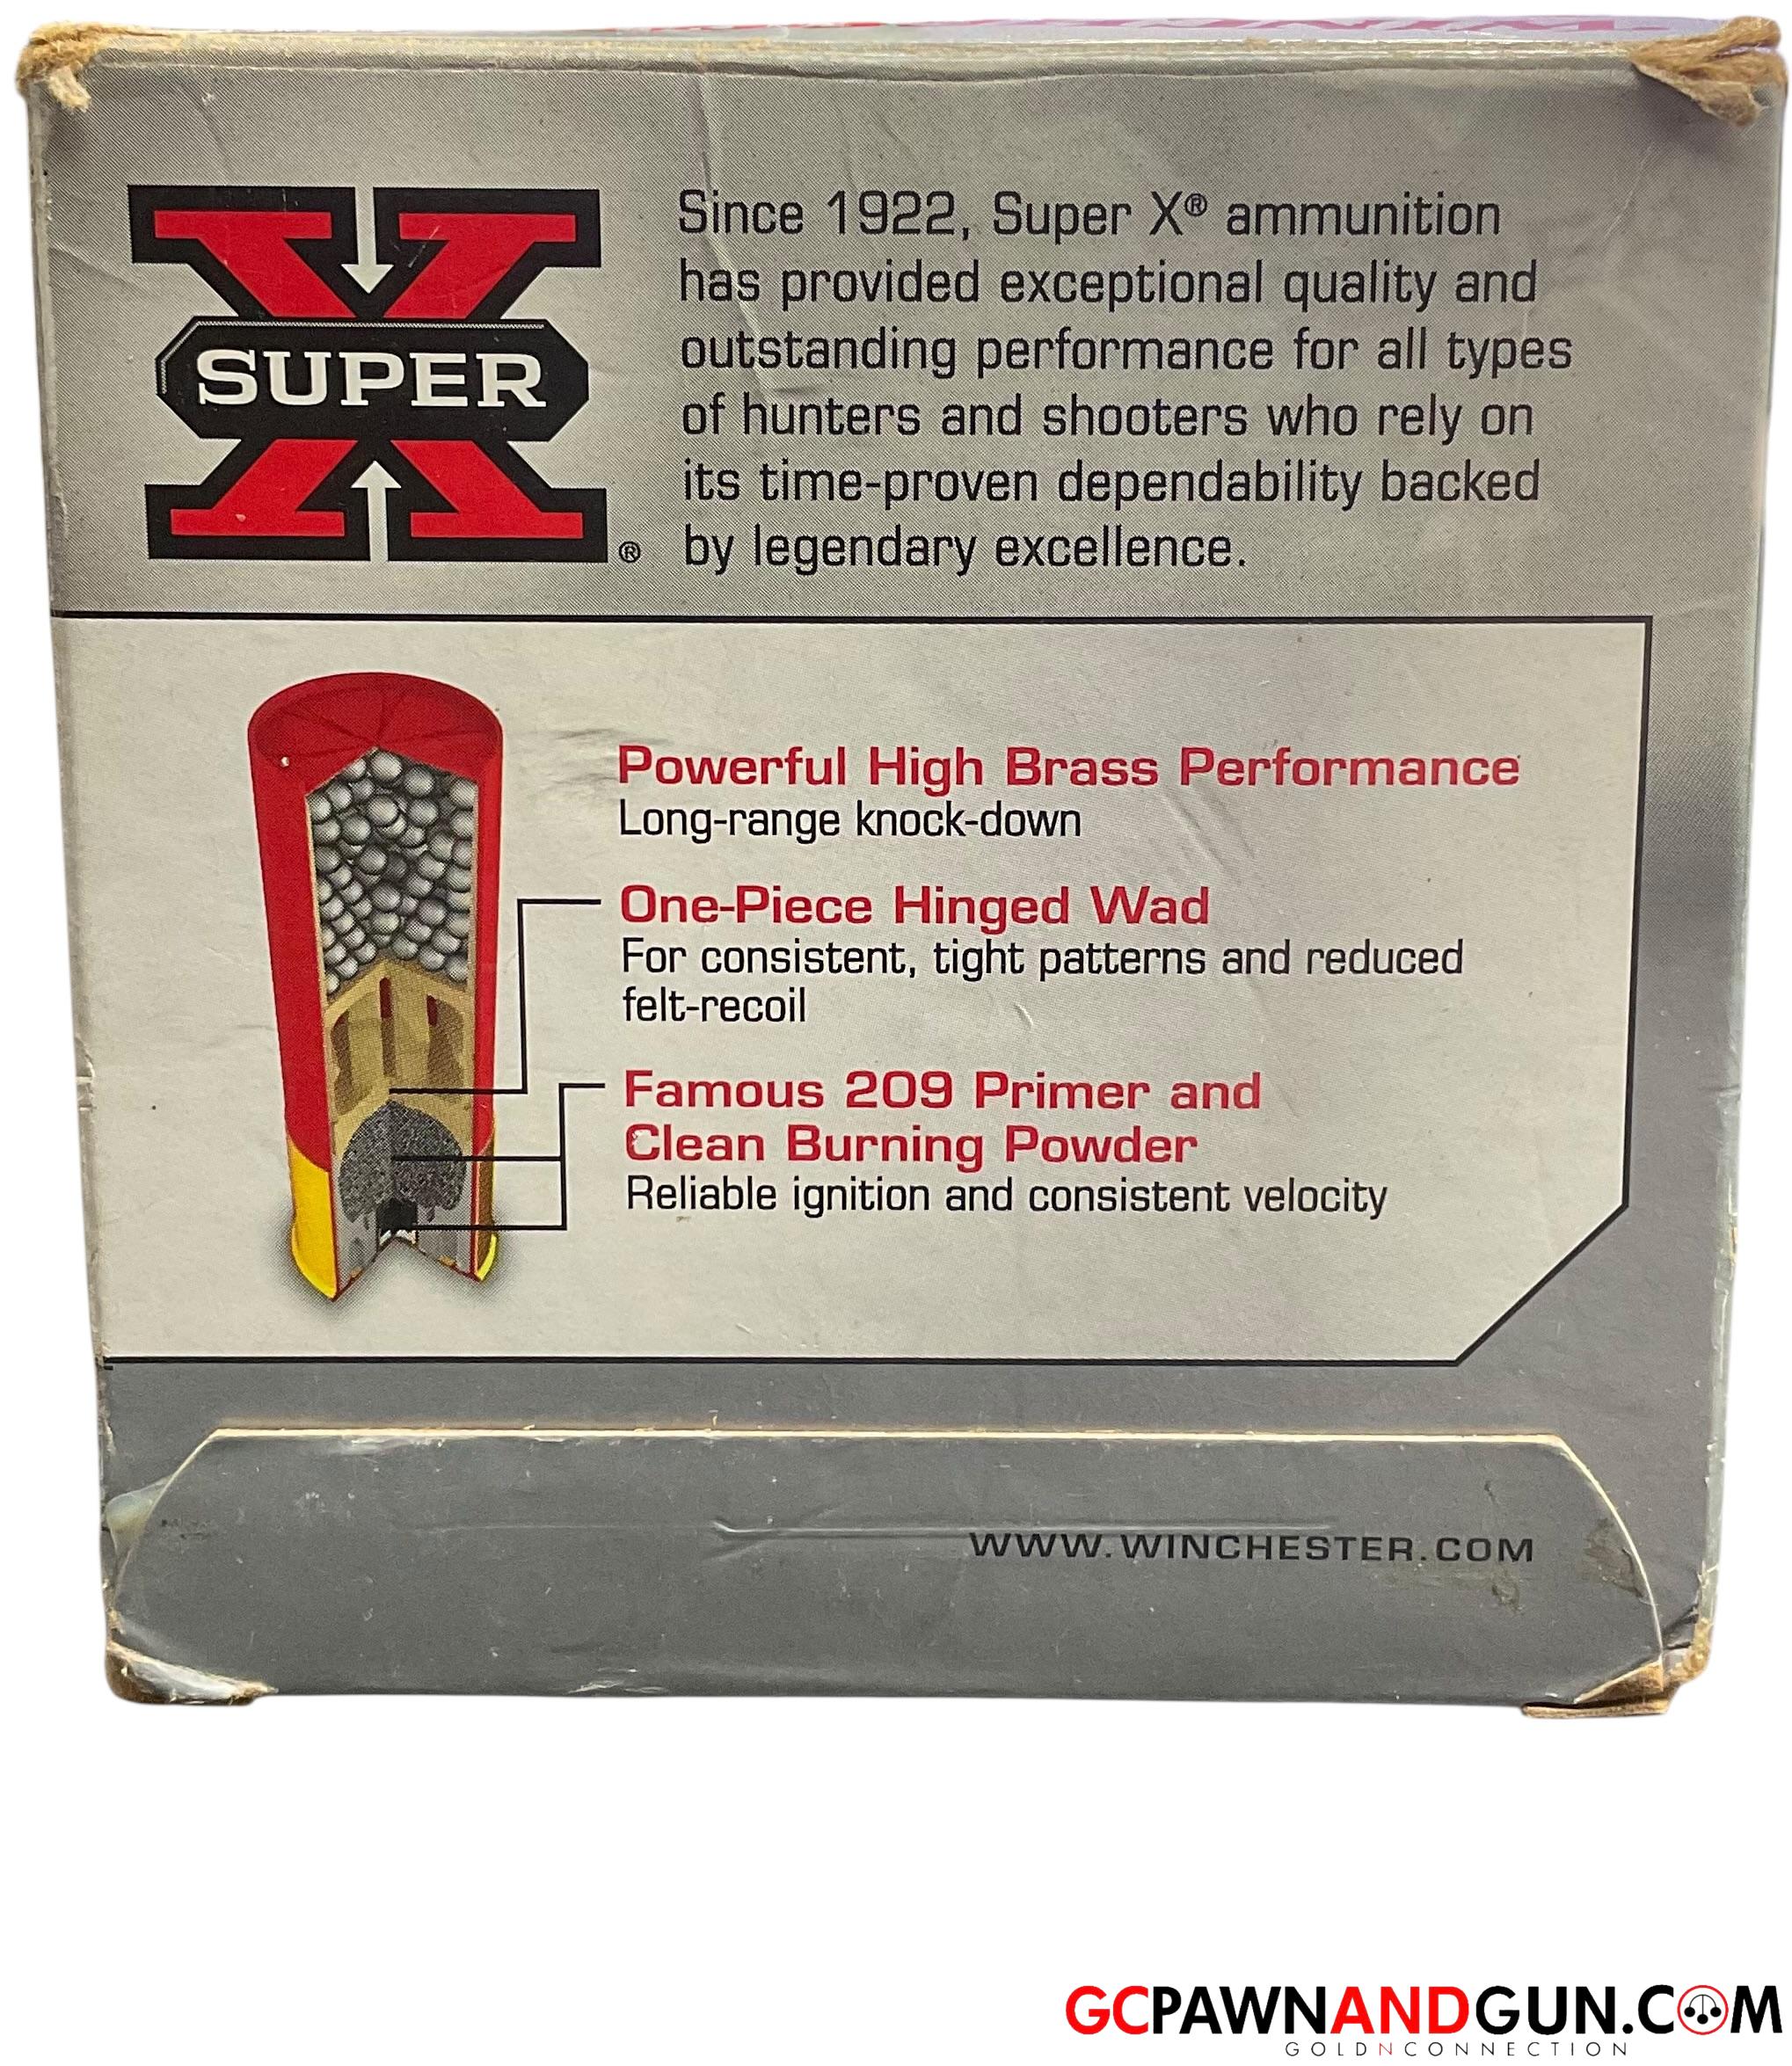 SUPER
X
®
Since 1922, Super X® ammunition
has provided exceptional quality and
outstanding performance for all types
of hunters and shooters who rely on
its time-proven dependability backed
by legendary excellence.
Powerful High Brass Performance
Long-range knock-down
One-Piece Hinged Wad
For consistent, tight patterns and reduced
felt-recoil
Famous 209 Primer and
Clean Burning Powder
Reliable ignition and consistent velocity
WWW.WINCHESTER.COM
GCPAWNANDGUN.COM
GOLDNCONNECTION